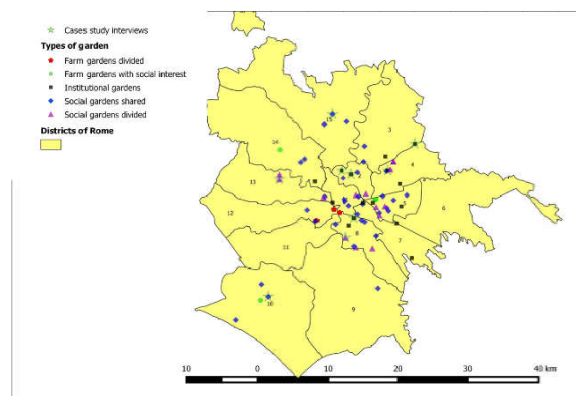 Cases study interviews
Types of garden
Farm gardens divided
Farm gardens with social interest
Institutional gardens
Social gardens shared
Social gardens divided
Districts of Rome
15
3
14
4
13
6
5
12
7
8
11
10
9
10 0 10 20 30 40 km